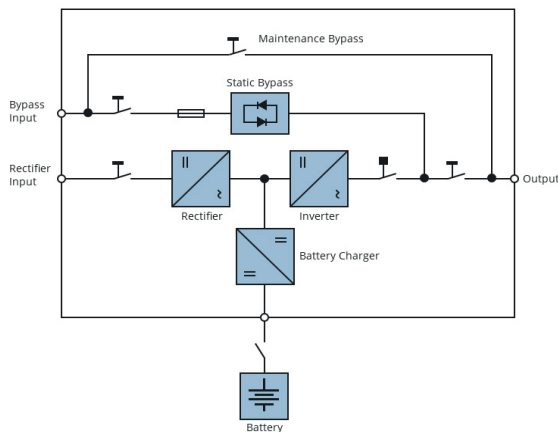 Maintenance Bypass
Static Bypass
Bypass
Input
Rectifier
Input
Output
Rectifier
Inverter
Battery Charger
Battery